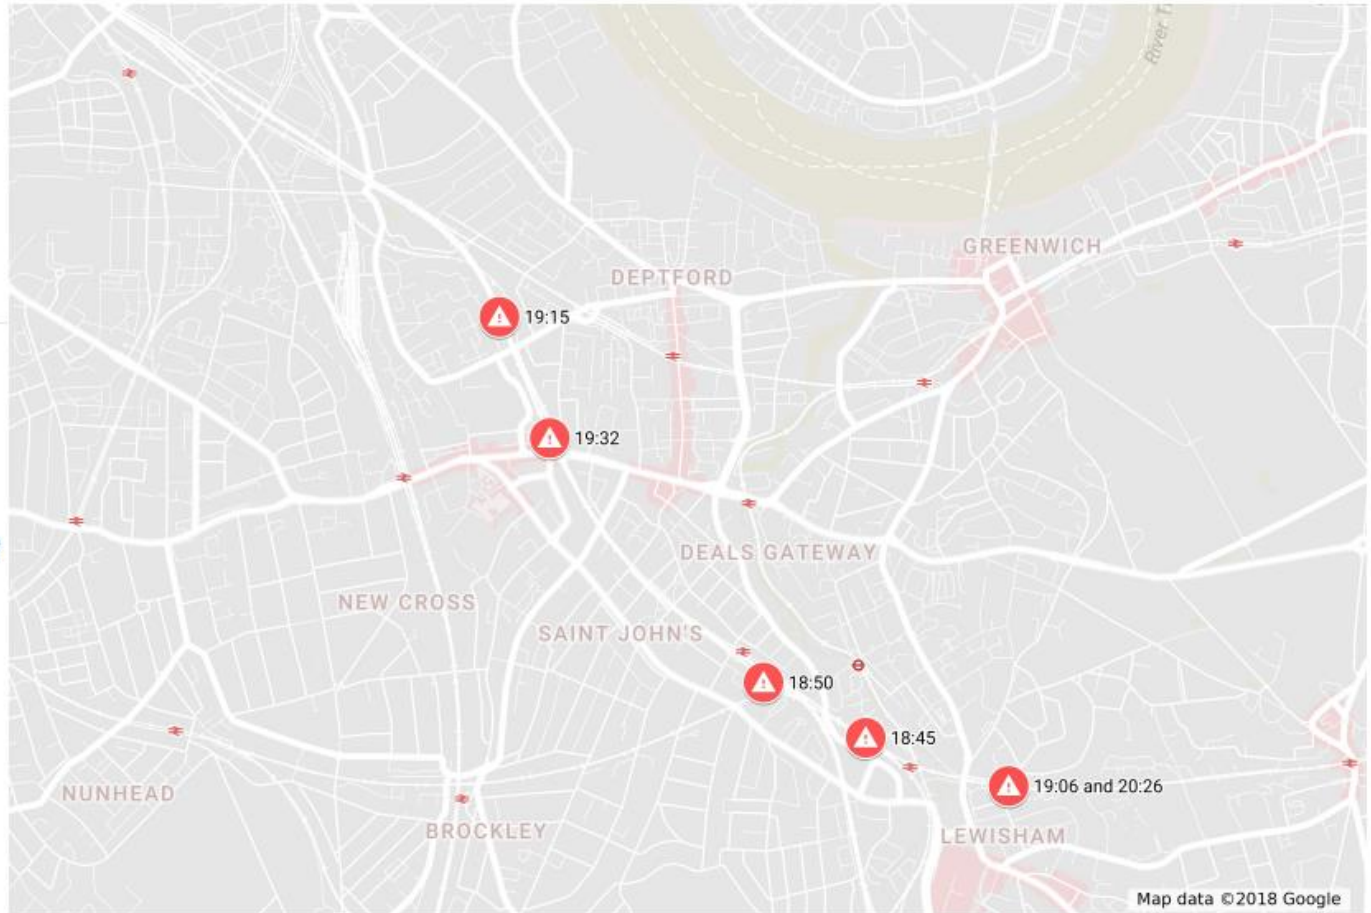 River T
GREENWICH
DEPTFORD
19:15
19:32
DEALS GATEWAY
NEW CROSS
SAINT JOHN'S
18:50
18:45
19:06 and 20:26
NUNHEAD
BROCKLEY
LEWISHAM
Map data ©2018 Google